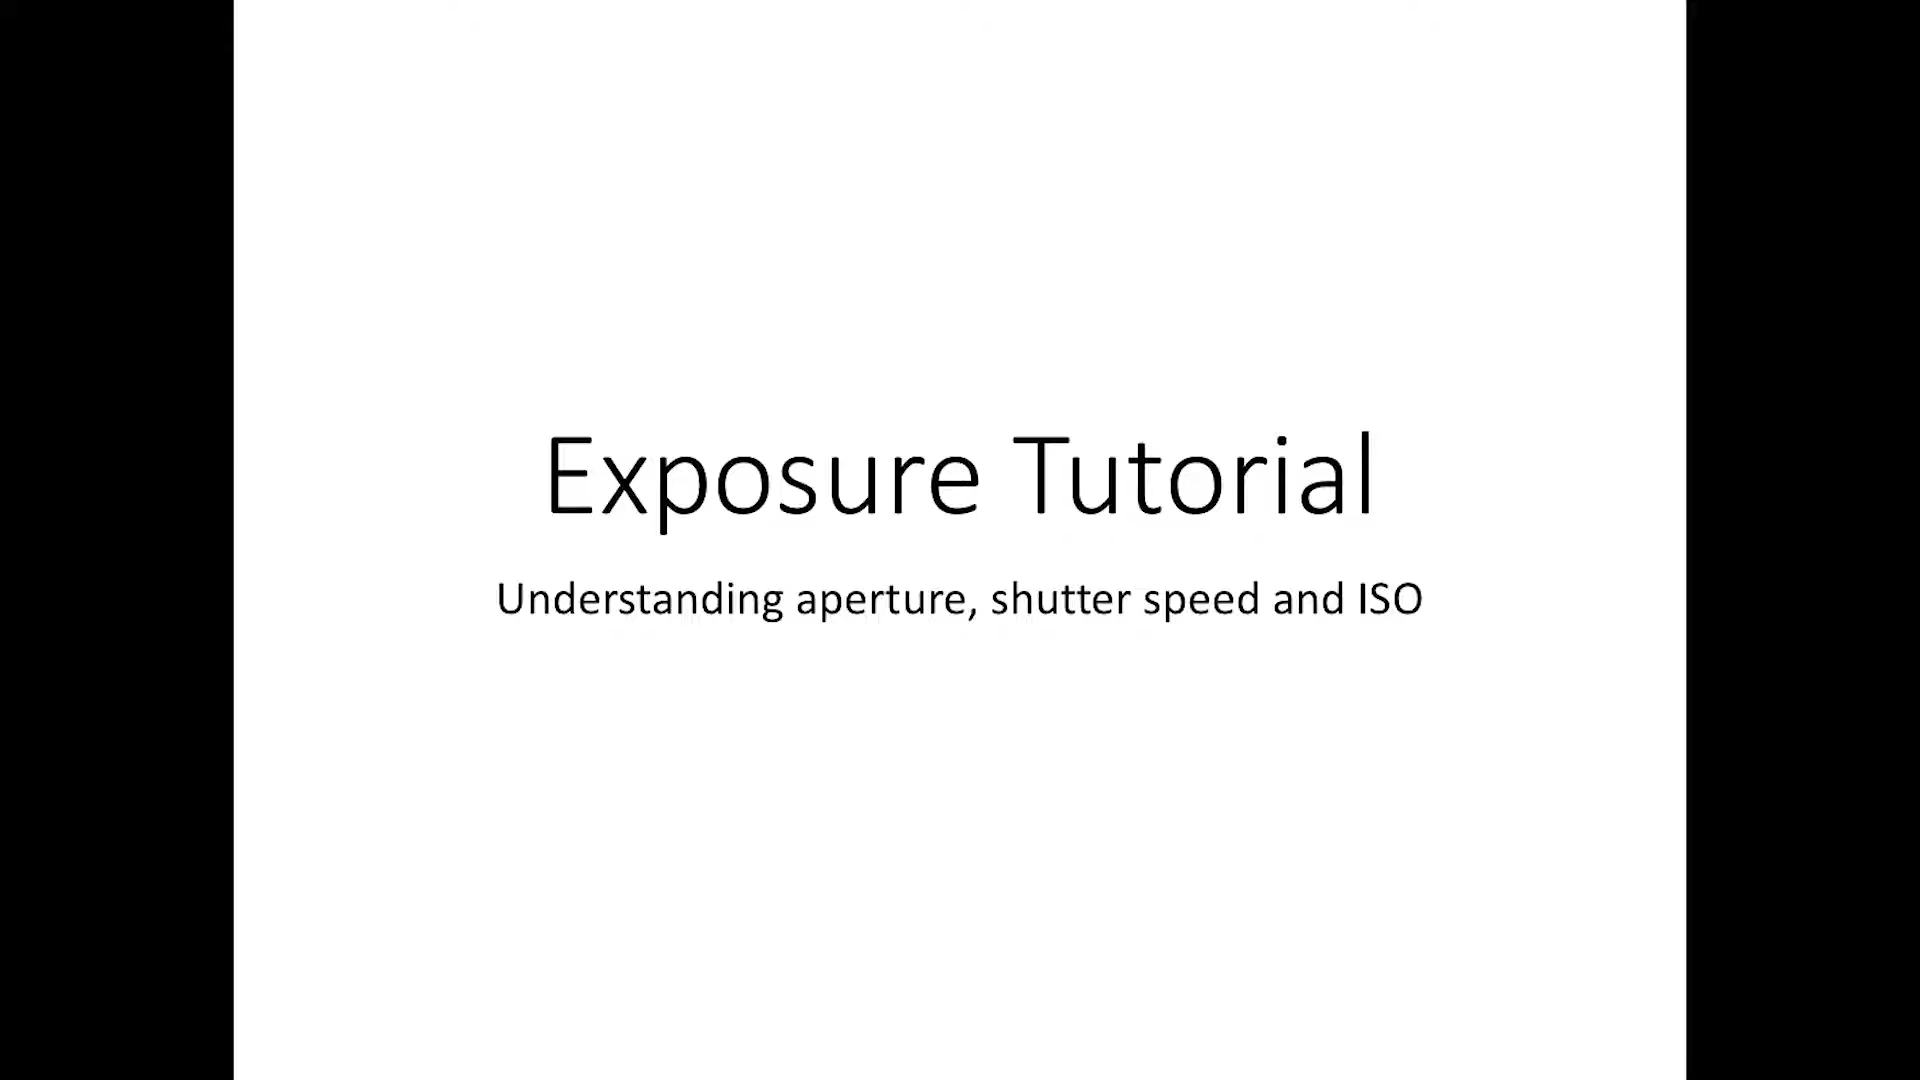 Exposure Tutorial
Understanding aperture, shutter speed and ISO